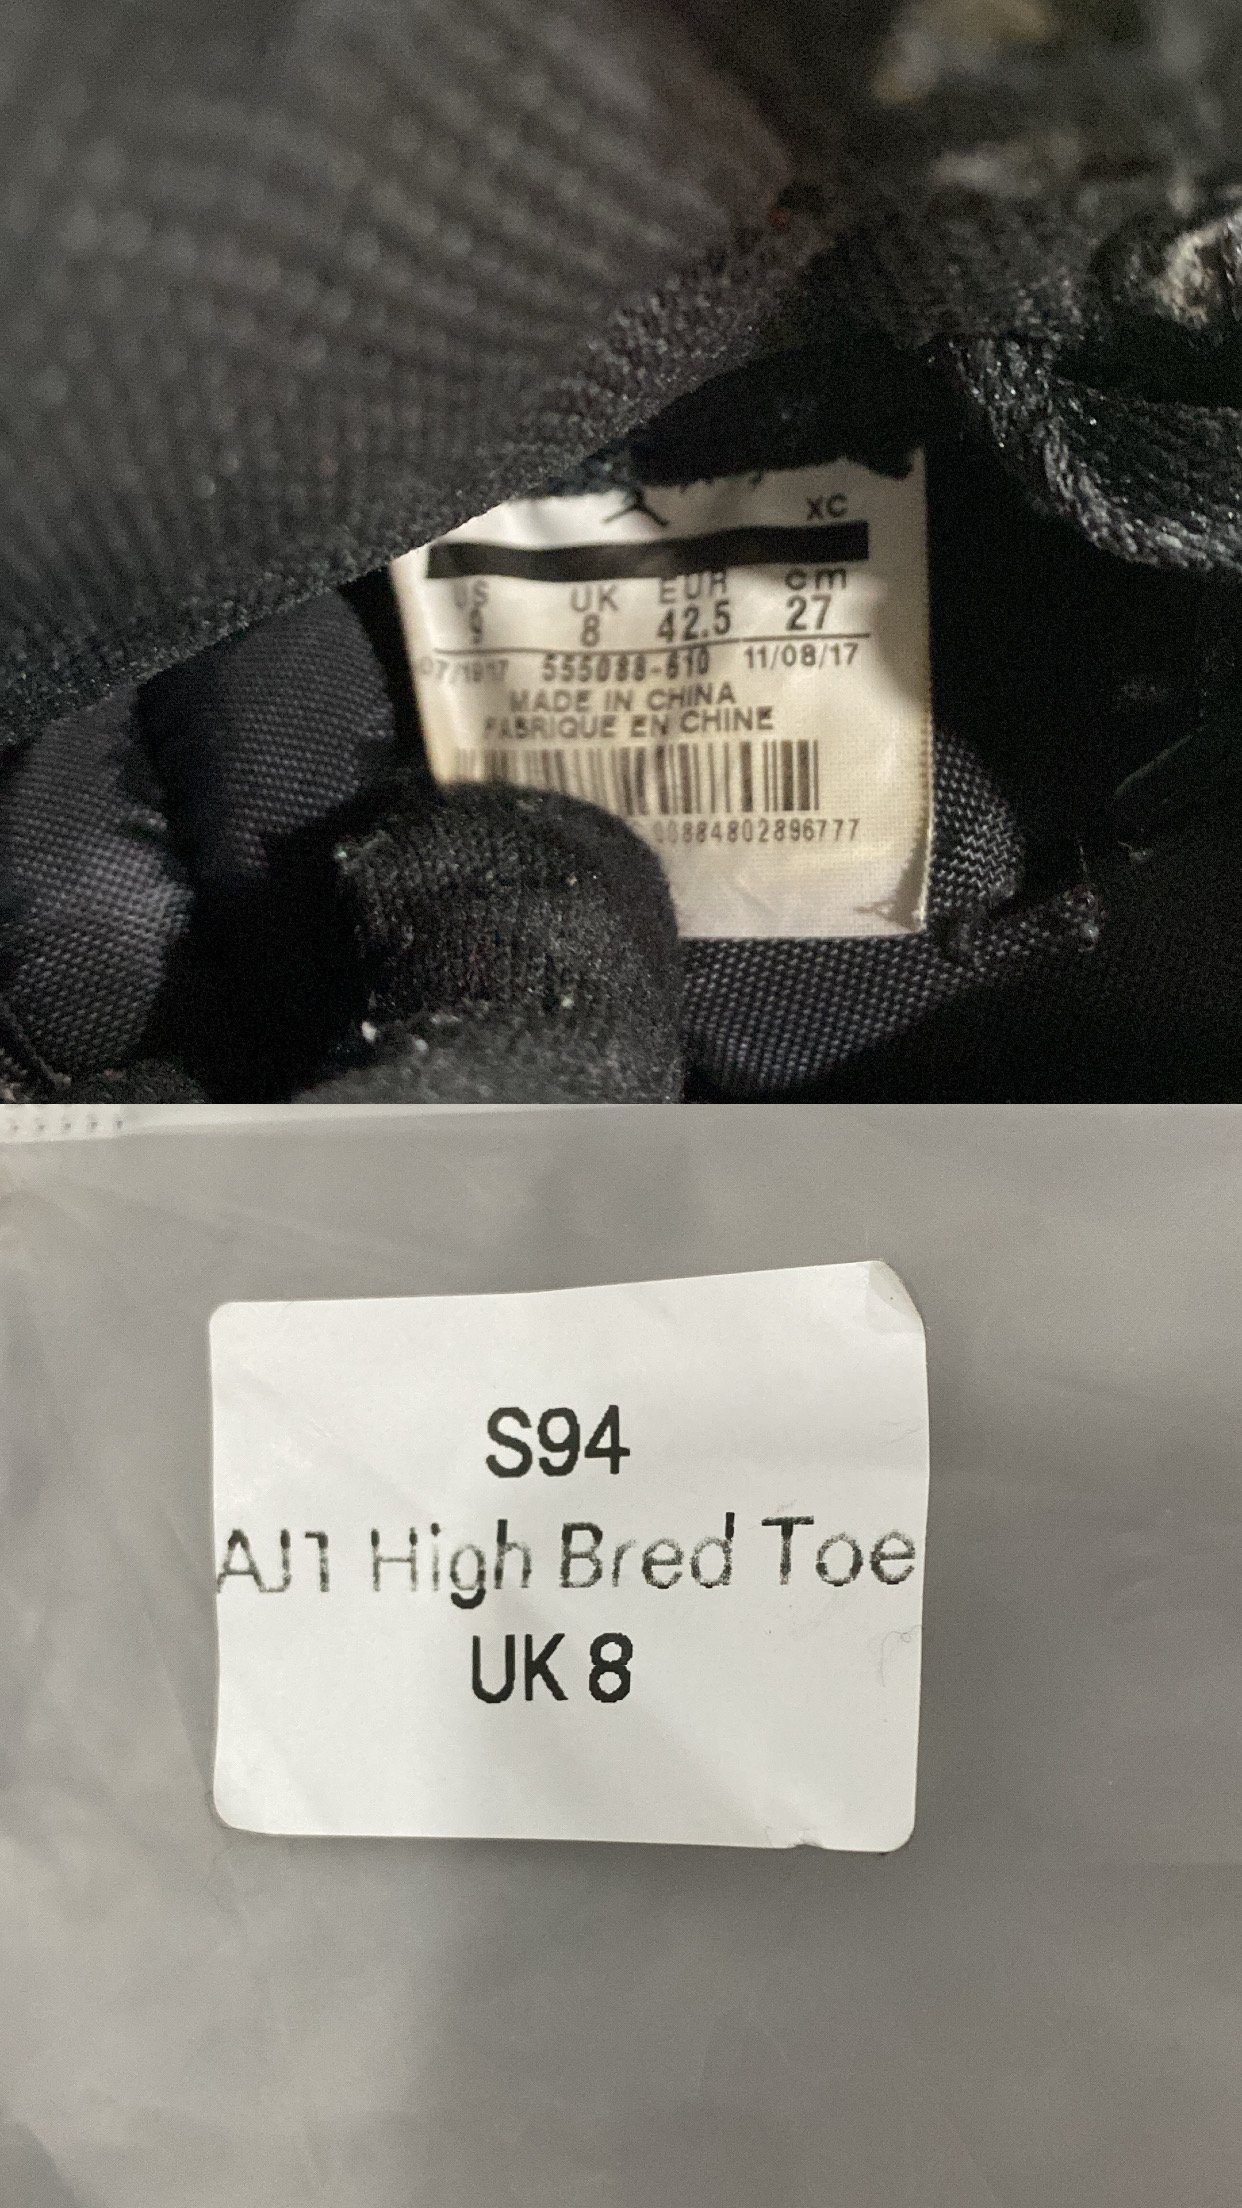 XC
US UK EUR cm
9 8 42.5 27
555088-610 11/08/17
MADE IN CHINA
FABRIQUE EN CHINE
00884802896777
S94
AJ1 High Bred Toe
UK 8